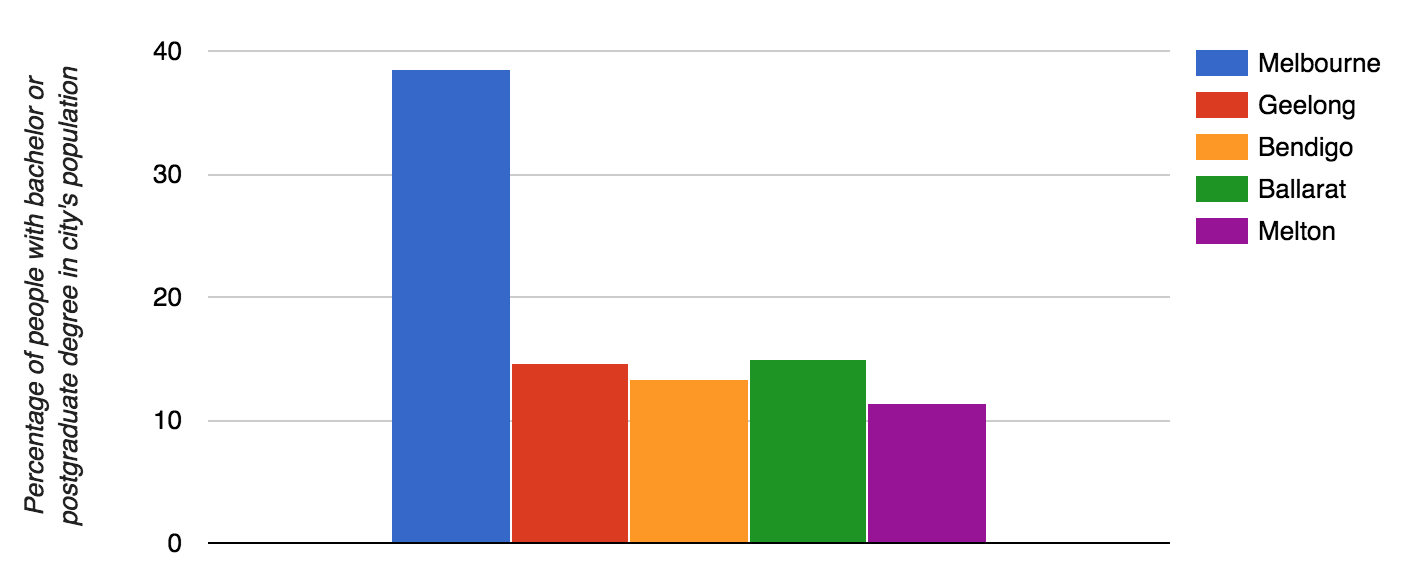 Percentage of people with bachelor or
postgraduate degree in city's population
40
30
20
10
0
Melbourne
Geelong
Bendigo
Ballarat
Melton